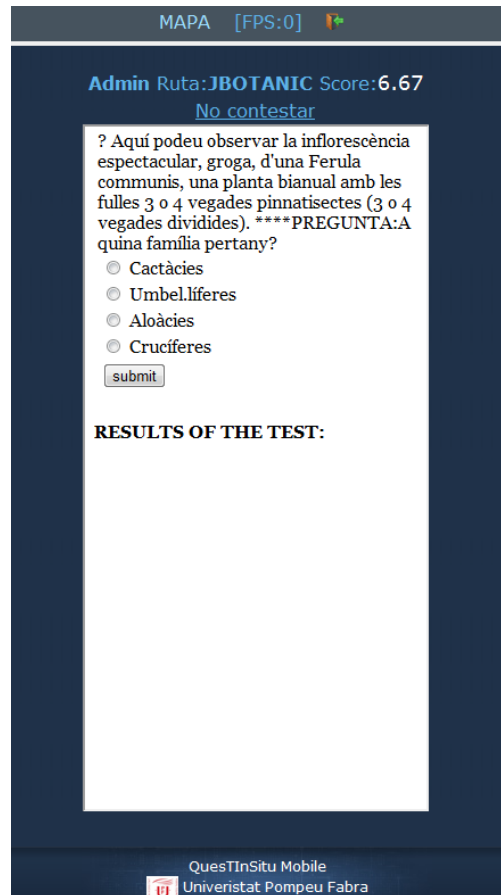 MAPA [FPS:0]
Admin Ruta:JBOTANIC Score:6.67
No contestar
? Aquí podeu observar la inflorescència
espectacular, groga, d'una Ferula
communis, una planta bianual amb les
fulles 3 o 4 vegades pinnatisectes (3 o 4
vegades dividides). ****PREGUNTA:A
quina família pertany?
Cactàcies
Umbel.líferes
Aloàcies
Crucíferes
submit
RESULTS OF THE TEST:
QuesTInSitu Mobile
Univeristat Pompeu Fabra